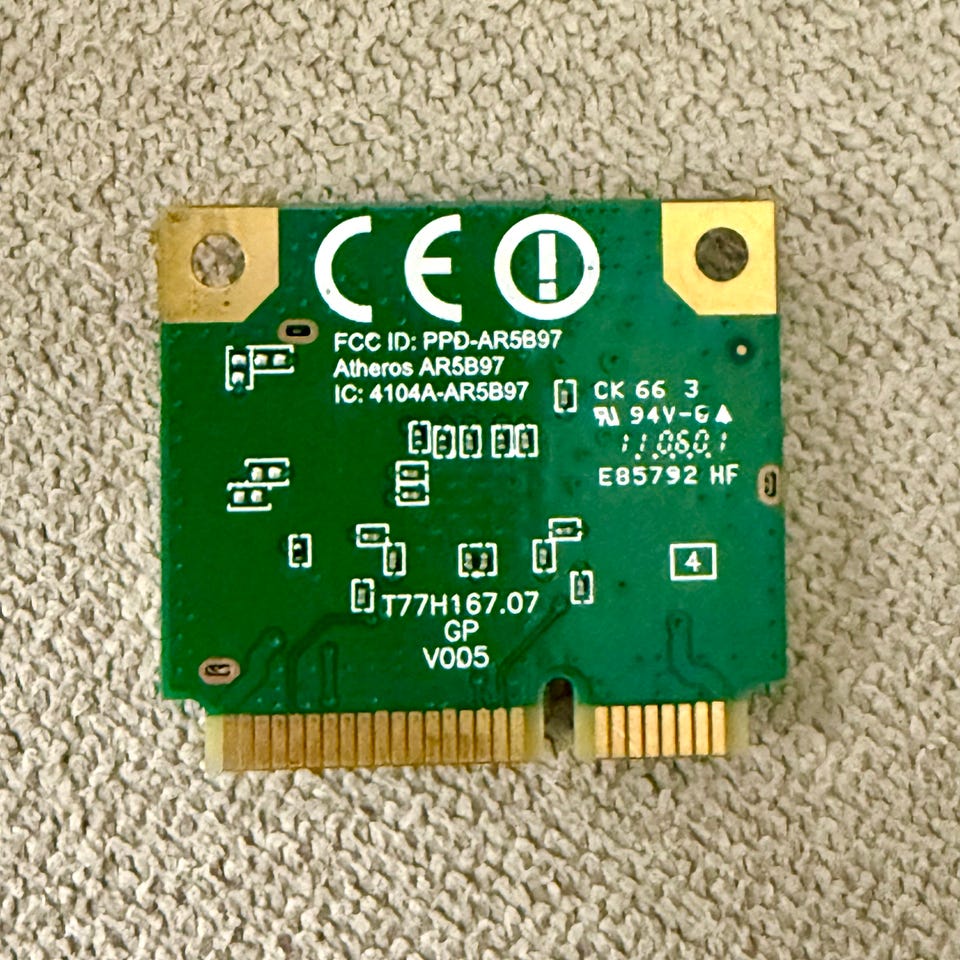 CE
FCC ID: PPD-AR5B97
Atheros AR5B97
IC: 4104A-AR5B97
CK 66 3
94V-0
110601
E85792 HF
4
T77H167.07
GP
V005